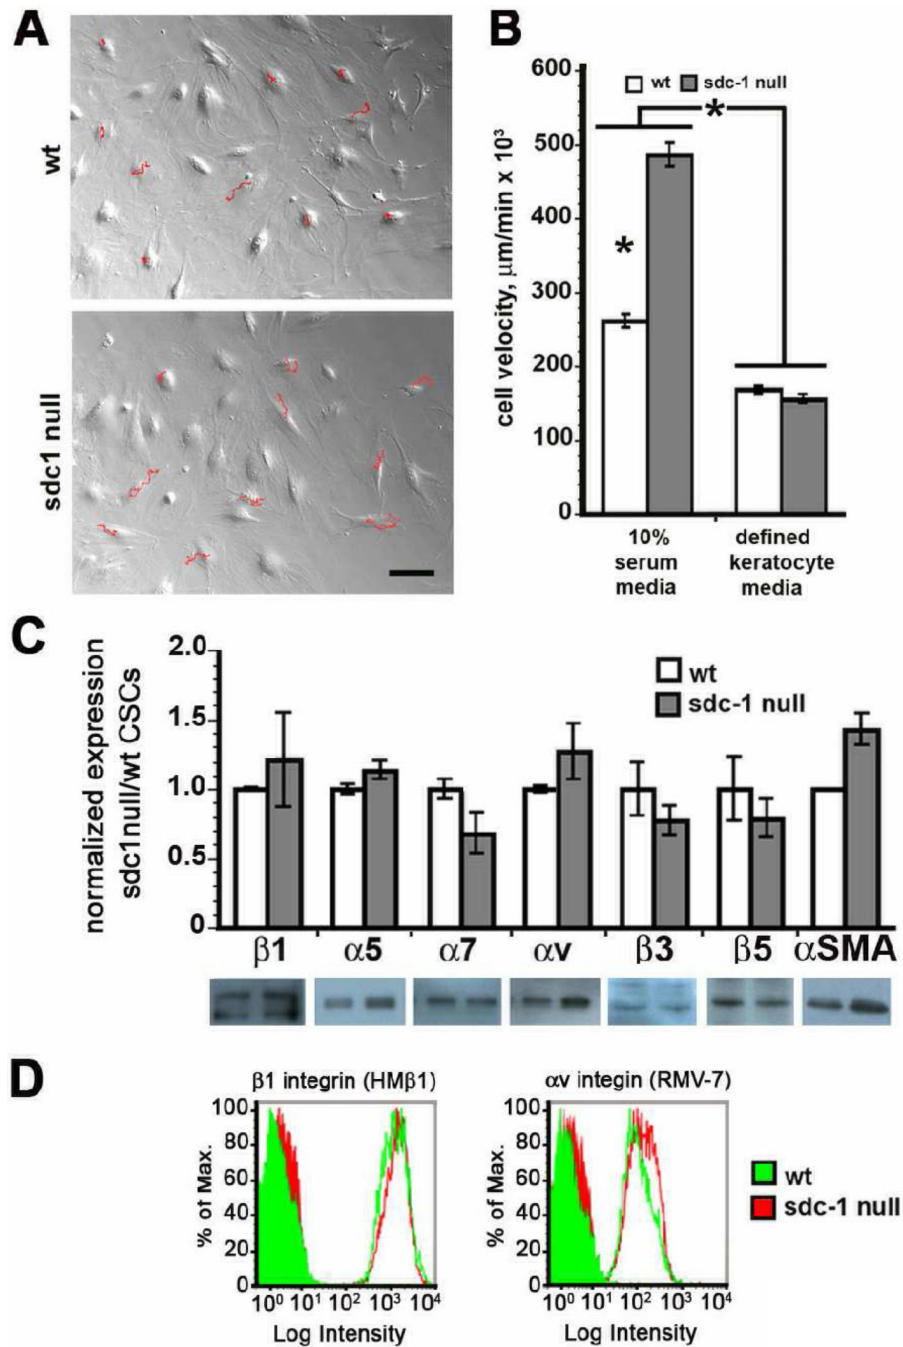 A
wt
sdc1 null
B
wt sdc-1 null
cell velocity, µm/min x 10³
600
500
400
300
200
100
0
*
*
10% serum media
defined keratocyte media
C
normalized expression
sdc1null/wt CSCs
2.0
1.5
1.0
0.5
0
wt
sdc-1 null
β1 α5 α7 αv β3 β5 αSMA
D
β1 integrin (HMβ1)
% of Max.
100
80
60
40
20
0
10⁰ 10¹ 10² 10³ 10⁴
Log Intensity
αv integin (RMV-7)
% of Max.
100
80
60
40
20
0
10⁰ 10¹ 10² 10³ 10⁴
Log Intensity
wt
sdc-1 null